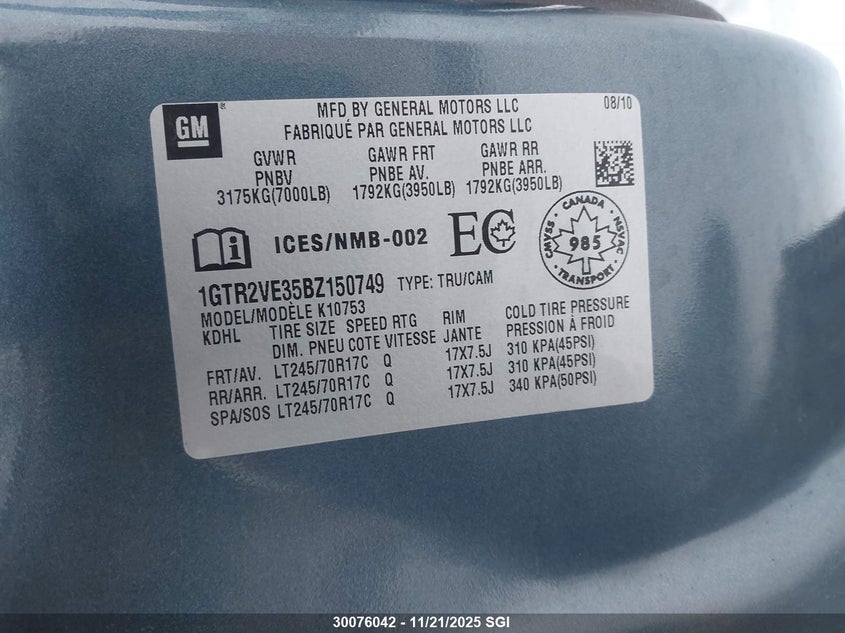 GM
®
MFD BY GENERAL MOTORS LLC 08/10
FABRIQUÉ PAR GENERAL MOTORS LLC
GVWR GAWR FRT GAWR RR
PNBV PNBE AV. PNBE ARR.
3175KG(7000LB) 1792KG(3950LB) 1792KG(3950LB)
i ICES/NMB-002 EC
CANADA
CMVSS 985 NSVAC
TRANSPORT
1GTR2VE35BZ150749 TYPE: TRU/CAM
MODEL/MODÈLE K10753
KDHL TIRE SIZE SPEED RTG RIM COLD TIRE PRESSURE
DIM. PNEU COTE VITESSE JANTE PRESSION À FROID
FRT/AV. LT245/70R17C Q 17X7.5J 310 KPA(45PSI)
RR/ARR. LT245/70R17C Q 17X7.5J 310 KPA(45PSI)
SPA/SOS LT245/70R17C Q 17X7.5J 340 KPA(50PSI)
30076042 - 11/21/2025 SGI